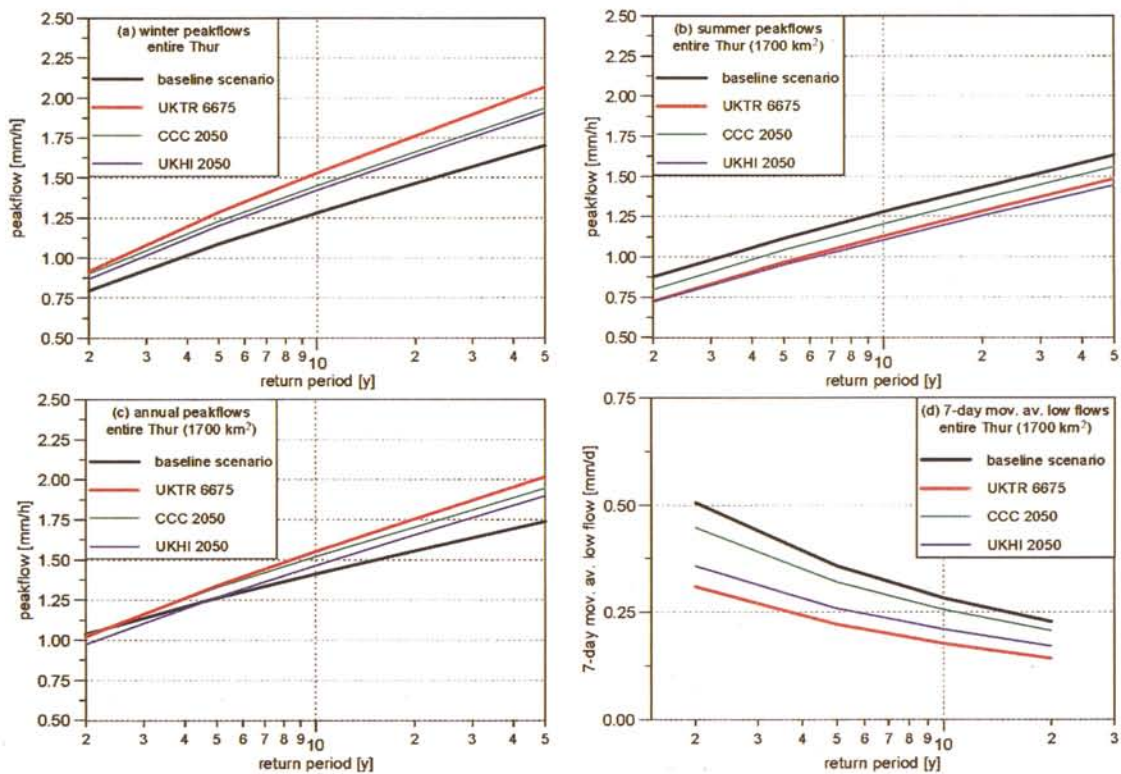 (a) winter peakflows
entire Thur
baseline scenario
UKTR 6675
CCC 2050
UKHI 2050
peakflow [mm/h]
2.50
2.25
2.00
1.75
1.50
1.25
1.00
0.75
0.50
2 3 4 5 6 7 8 9 10 2 3 4 5
return period [y]
(b) summer peakflows
entire Thur (1700 km²)
baseline scenario
UKTR 6675
CCC 2050
UKHI 2050
peakflow [mm/h]
2.50
2.25
2.00
1.75
1.50
1.25
1.00
0.75
0.50
2 3 4 5 6 7 8 9 10 2 3 4 5
return period [y]
(c) annual peakflows
entire Thur (1700 km²)
baseline scenario
UKTR 6675
CCC 2050
UKHI 2050
peakflow [mm/h]
2.50
2.25
2.00
1.75
1.50
1.25
1.00
0.75
0.50
2 3 4 5 6 7 8 9 10 2 3 4 5
return period [y]
(d) 7-day mov. av. low flows
entire Thur (1700 km²)
baseline scenario
UKTR 6675
CCC 2050
UKHI 2050
7-day mov. av. low flow [mm/d]
0.75
0.50
0.25
0.00
2 3 4 5 6 7 8 9 10 2 3
return period [y]